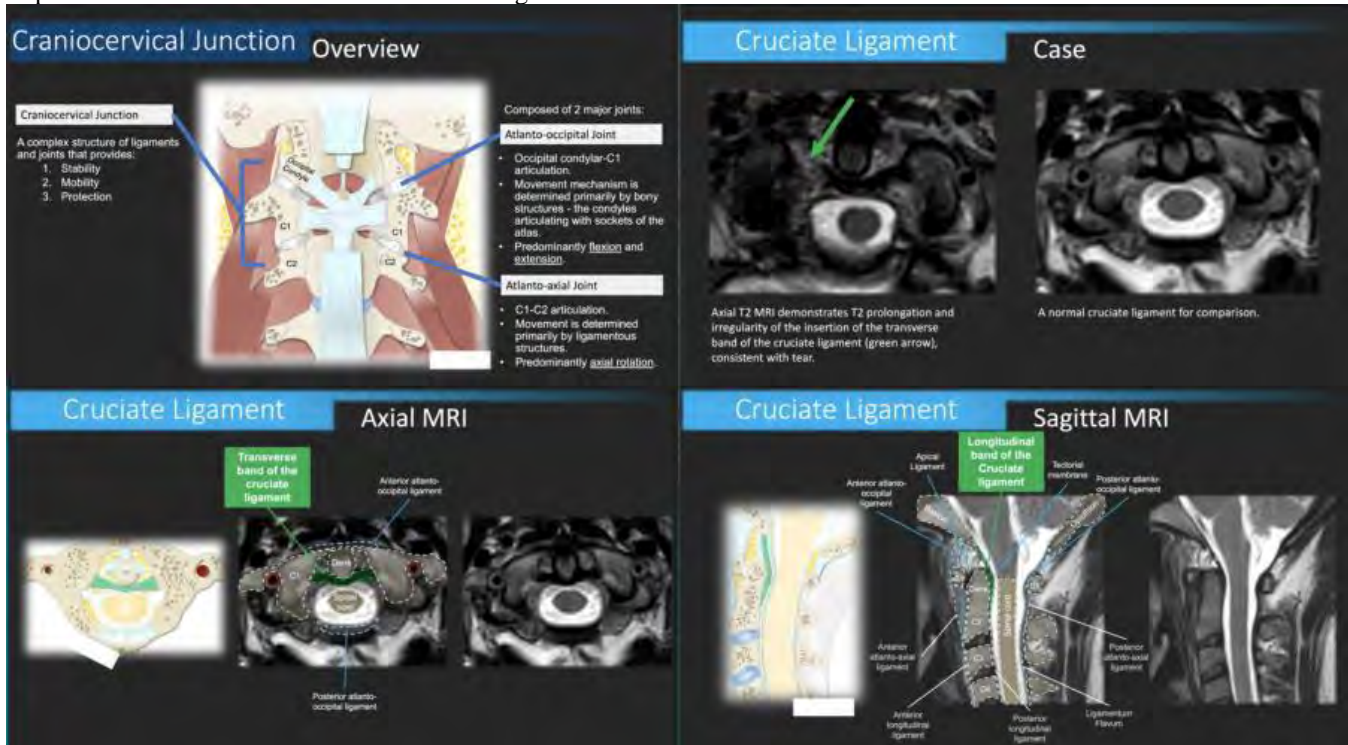 Craniocervical Junction Overview
Craniocervical Junction
A complex structure of ligaments
and joints that provides:
1. Stability
2. Mobility
3. Protection
Occipital
Condyle
C1
C1
C2
C2
Composed of 2 major joints:
Atlanto-occipital Joint
• Occipital condylar-C1
articulation.
• Movement mechanism is
determined primarily by bony
structures - the condyles
articulating with sockets of the
atlas.
• Predominantly flexion and
extension.
Atlanto-axial Joint
• C1-C2 articulation.
• Movement is determined
primarily by ligamentous
structures.
• Predominantly axial rotation.
Cruciate Ligament Case
Axial T2 MRI demonstrates T2 prolongation and
irregularity of the insertion of the transverse
band of the cruciate ligament (green arrow),
consistent with tear.
A normal cruciate ligament for comparison.
Cruciate Ligament Axial MRI
Transverse
band of the
cruciate
ligament
Anterior atlanto-
occipital ligament
C1
Dens
Posterior atlanto-
occipital ligament
Cruciate Ligament Sagittal MRI
Longitudinal
band of the
Cruciate
ligament
Apical
Ligament
Tectorial
membrane
Anterior atlanto-
occipital
ligament
Posterior atlanto-
occipital ligament
Anterior
atlanto-axial
ligament
Posterior
atlanto-axial
ligament
Anterior
longitudinal
ligament
Posterior
longitudinal
ligament
Ligamentum
Flavum